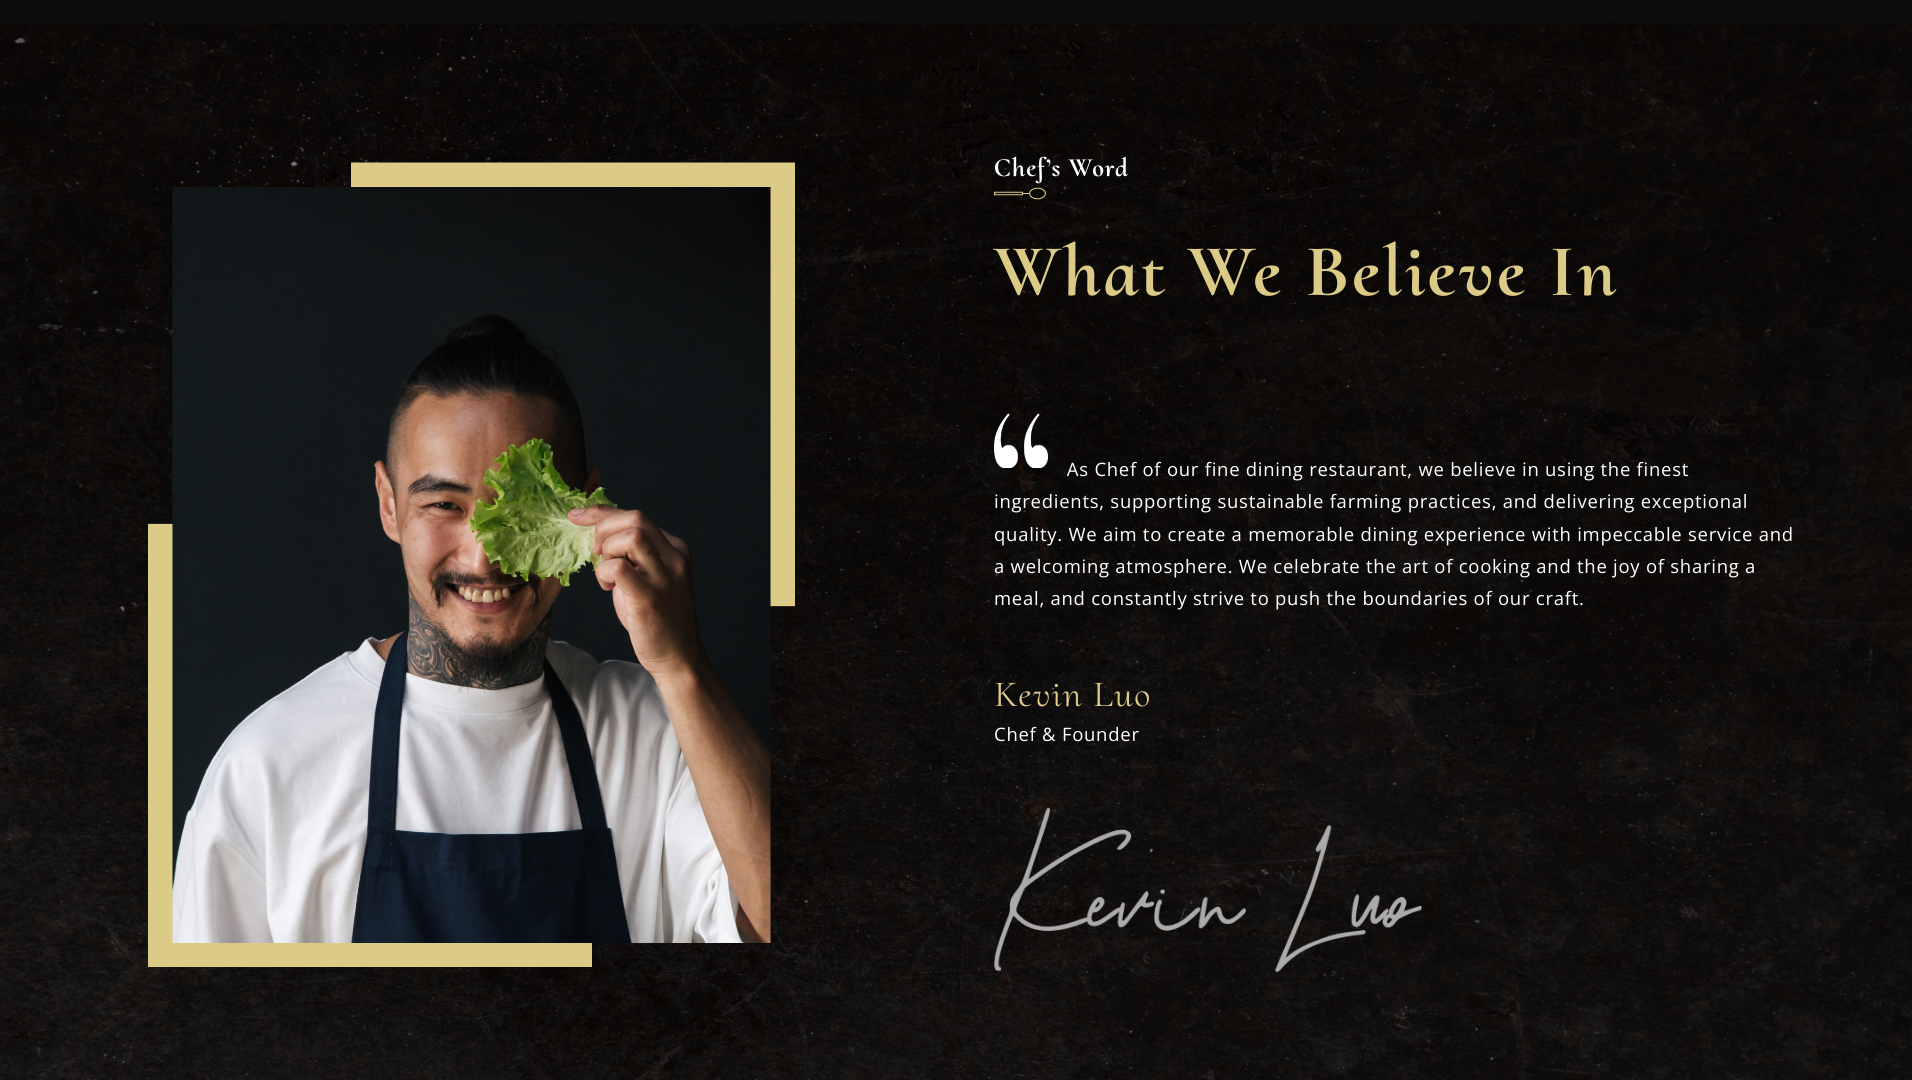 Chef's Word
What We Believe In
“ As Chef of our fine dining restaurant, we believe in using the finest
ingredients, supporting sustainable farming practices, and delivering exceptional
quality. We aim to create a memorable dining experience with impeccable service and
a welcoming atmosphere. We celebrate the art of cooking and the joy of sharing a
meal, and constantly strive to push the boundaries of our craft.
Kevin Luo
Chef & Founder
Kevin Luo